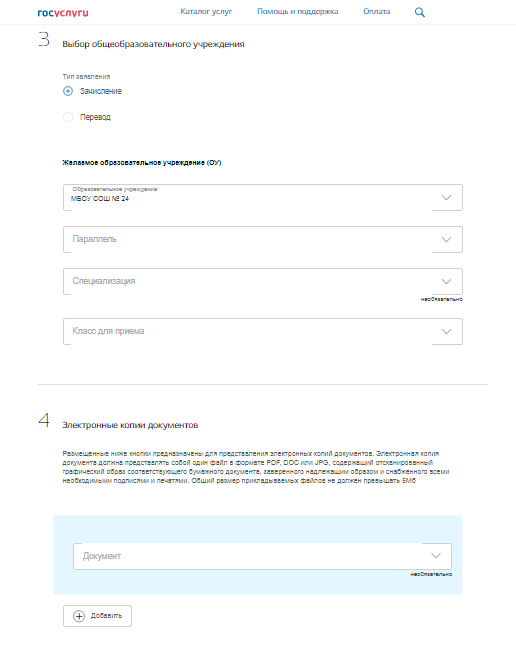 госуслуги
Каталог услуг Помощь и поддержка Оплата
3 Выбор общеобразовательного учреждения
Тип заявления
Зачисление
Перевод
Желаемое образовательное учреждение (ОУ)
Образовательное учреждение
МБОУ СОШ № 24
Параллель
Специализация
необязательно
Класс для приема
4 Электронные копии документов
Размещенные ниже кнопки предназначены для представления электронных копий документов. Электронная копия
документа должна представлять собой один файл в формате PDF, DOC или JPG, содержащий отсканированный
графический образ соответствующего бумажного документа, заверенного надлежащим образом и снабженного всеми
необходимыми подписями и печатями. Общий размер прикладываемых файлов не должен превышать 5Мб
Документ
необязательно
Добавить